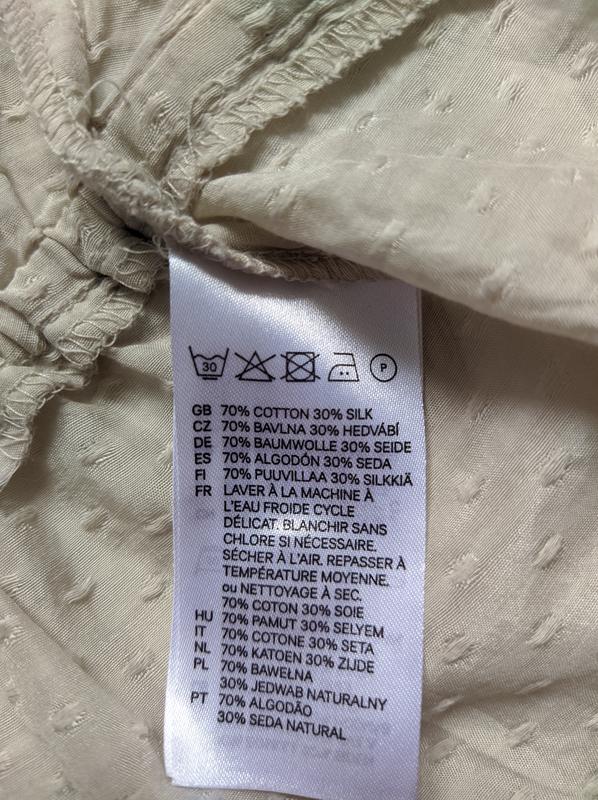 30
P
GB 70% COTTON 30% SILK
CZ 70% BAVLNA 30% HEDVÁBÍ
DE 70% BAUMWOLLE 30% SEIDE
ES 70% ALGODÓN 30% SEDA
FI 70% PUUVILLAA 30% SILKKIÄ
FR LAVER À LA MACHINE À
L'EAU FROIDE CYCLE
DÉLICAT. BLANCHIR SANS
CHLORE SI NÉCESSAIRE.
SÉCHER À L'AIR. REPASSER À
TEMPÉRATURE MOYENNE.
ou NETTOYAGE À SEC.
70% COTON 30% SOIE
HU 70% PAMUT 30% SELYEM
IT 70% COTONE 30% SETA
NL 70% KATOEN 30% ZIJDE
PL 70% BAWEŁNA
30% JEDWAB NATURALNY
PT 70% ALGODÃO
30% SEDA NATURAL